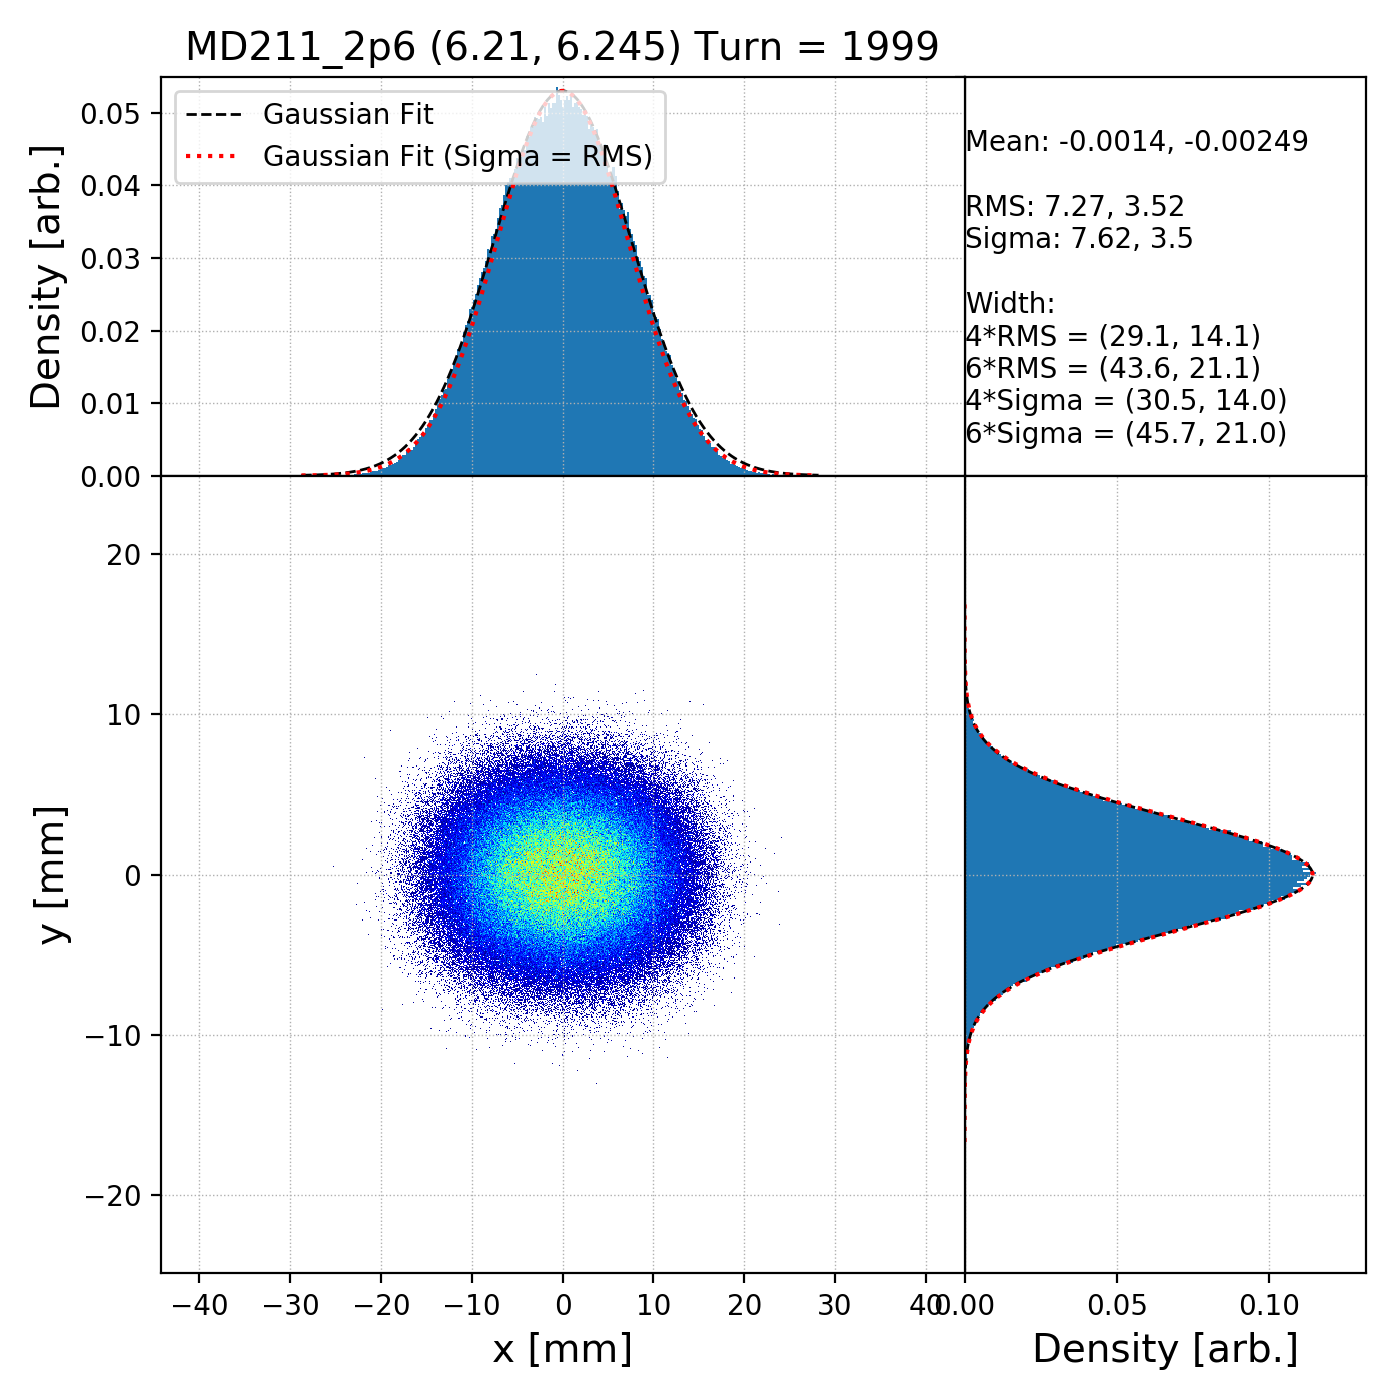 MD211_2p6 (6.21, 6.245) Turn = 1999
Gaussian Fit
Gaussian Fit (Sigma = RMS)
Density [arb.]
0.05
0.04
0.03
0.02
0.01
0.00
Mean: -0.0014, -0.00249
RMS: 7.27, 3.52
Sigma: 7.62, 3.5
Width:
4*RMS = (29.1, 14.1)
6*RMS = (43.6, 21.1)
4*Sigma = (30.5, 14.0)
6*Sigma = (45.7, 21.0)
y [mm]
20
10
0
−10
−20
−40 −30 −20 −10 0 10 20 30 40
x [mm]
0.00 0.05 0.10
Density [arb.]